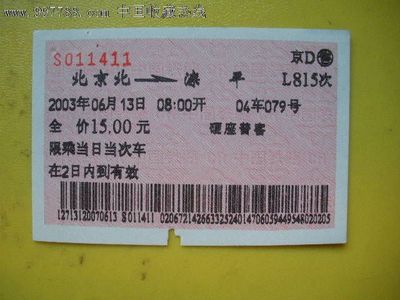 www.997788.com 中国收藏热线
S011411 京D售
北京北 → 滦 平 L815次
2003年06月13日 08:00开 04车079号
全 价15.00元 硬座普客
限乘当日当次车
在2日内到有效
12713120070613 S011411 02067214266332524014706059449548020205